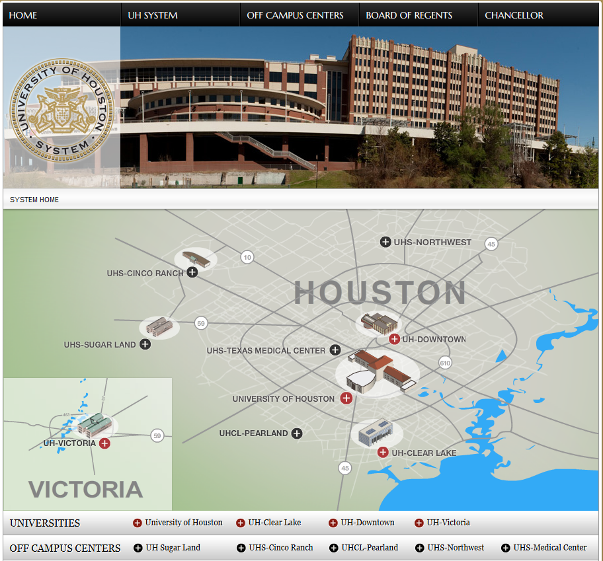 HOME UH SYSTEM OFF CAMPUS CENTERS BOARD OF REGENTS CHANCELLOR
UNIVERSITY OF HOUSTON
SYSTEM
SYSTEM HOME
UHS-NORTHWEST
45
10
UHS-CINCO RANCH
HOUSTON
59
UH-DOWNTOWN
UHS-SUGAR LAND
UHS-TEXAS MEDICAL CENTER
610
UNIVERSITY OF HOUSTON
UHCL-PEARLAND
59
UH-VICTORIA
UH-CLEAR LAKE
45
VICTORIA
UNIVERSITIES University of Houston UH-Clear Lake UH-Downtown UH-Victoria
OFF CAMPUS CENTERS UH Sugar Land UHS-Cinco Ranch UHCL-Pearland UHS-Northwest UHS-Medical Center